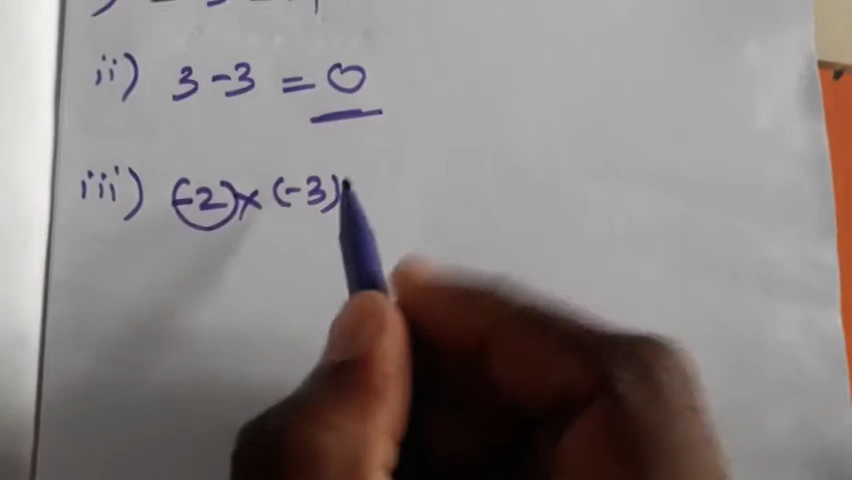 ii) 3 - 3 = 0
iii) (-2) × (-3)